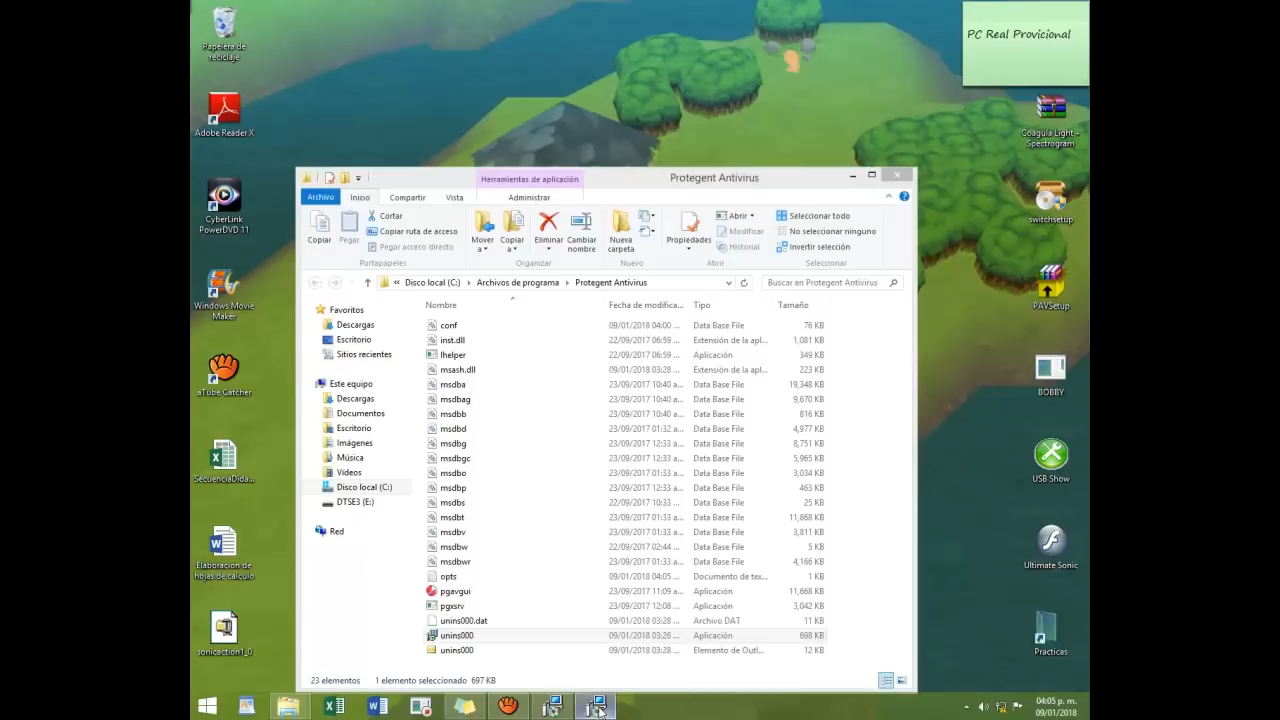 Papelera de
reciclaje
PC Real Provicional
Adobe Reader X
Coagula Light +
Spectrogram
Herramientas de aplicación
Protegent Antivirus
Archivo
Inicio
Compartir
Vista
Administrar
CyberLink
PowerDVD 11
switchsetup
Copiar
Pegar
Cortar
Copiar ruta de acceso
Pegar acceso directo
Mover
a
Copiar
a
Eliminar
Cambiar
nombre
Nueva
carpeta
Propiedades
Abrir
Modificar
Historial
Seleccionar todo
No seleccionar ninguno
Invertir selección
Portapapeles
Organizar
Nuevo
Abrir
Seleccionar
« Disco local (C:)
Archivos de programa
Protegent Antivirus
Buscar en Protegent Antivirus
Windows Movie
Maker
PAVSetup
Nombre
Fecha de modifica...
Tipo
Tamaño
Favoritos
Descargas
Escritorio
Sitios recientes
Este equipo
Descargas
Documentos
Escritorio
Imágenes
Música
Vídeos
Disco local (C:)
DTSE3 (E:)
Red
conf 09/01/2018 04:00 ... Data Base File 76 KB
inst.dll 22/09/2017 06:59 ... Extensión de la apl... 1,081 KB
lhelper 22/09/2017 06:59 ... Aplicación 349 KB
msash.dll 09/01/2018 03:28 ... Extensión de la apl... 223 KB
msdba 23/09/2017 10:40 a... Data Base File 19,348 KB
msdbag 23/09/2017 10:40 a... Data Base File 9,670 KB
msdbb 23/09/2017 10:40 a... Data Base File 816 KB
msdbd 23/09/2017 01:32 a... Data Base File 4,977 KB
msdbg 23/09/2017 12:33 a... Data Base File 8,751 KB
msdbgc 23/09/2017 12:33 a... Data Base File 5,965 KB
msdbo 23/09/2017 01:33 a... Data Base File 3,034 KB
msdbp 23/09/2017 12:33 a... Data Base File 463 KB
msdbs 22/09/2017 10:33 ... Data Base File 25 KB
msdbt 23/09/2017 01:33 a... Data Base File 11,868 KB
msdbv 23/09/2017 01:33 a... Data Base File 3,811 KB
msdbw 22/09/2017 02:44 ... Data Base File 5 KB
msdbwr 23/09/2017 01:33 a... Data Base File 4,166 KB
opts 09/01/2018 04:05 ... Documento de tex... 1 KB
pgavgui 23/09/2017 11:09 a... Aplicación 11,668 KB
pgxsrv 23/09/2017 12:08 ... Aplicación 3,042 KB
unins000.dat 09/01/2018 03:28 ... Archivo DAT 11 KB
unins000 09/01/2018 03:26 ... Aplicación 698 KB
unins000 09/01/2018 03:28 ... Elemento de Outl... 12 KB
23 elementos
1 elemento seleccionado 697 KB
aTube Catcher
BOBBY
SecuenciaDida...
USB Show
Elaboracion de
hojas de calculo
Ultimate Sonic
sonicaction1_0
Practicas
04:05 p. m.
09/01/2018